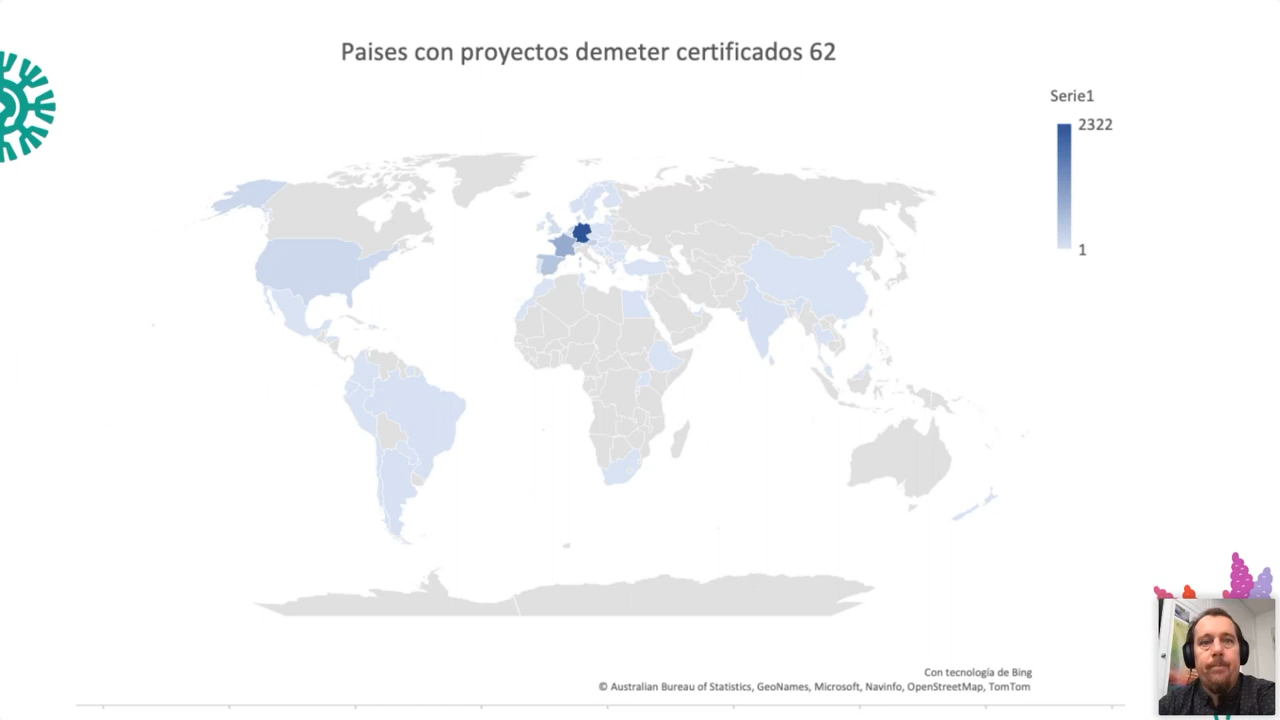 Paises con proyectos demeter certificados 62
Serie1
2322
1
Con tecnología de Bing
© Australian Bureau of Statistics, GeoNames, Microsoft, Navinfo, OpenStreetMap, TomTom